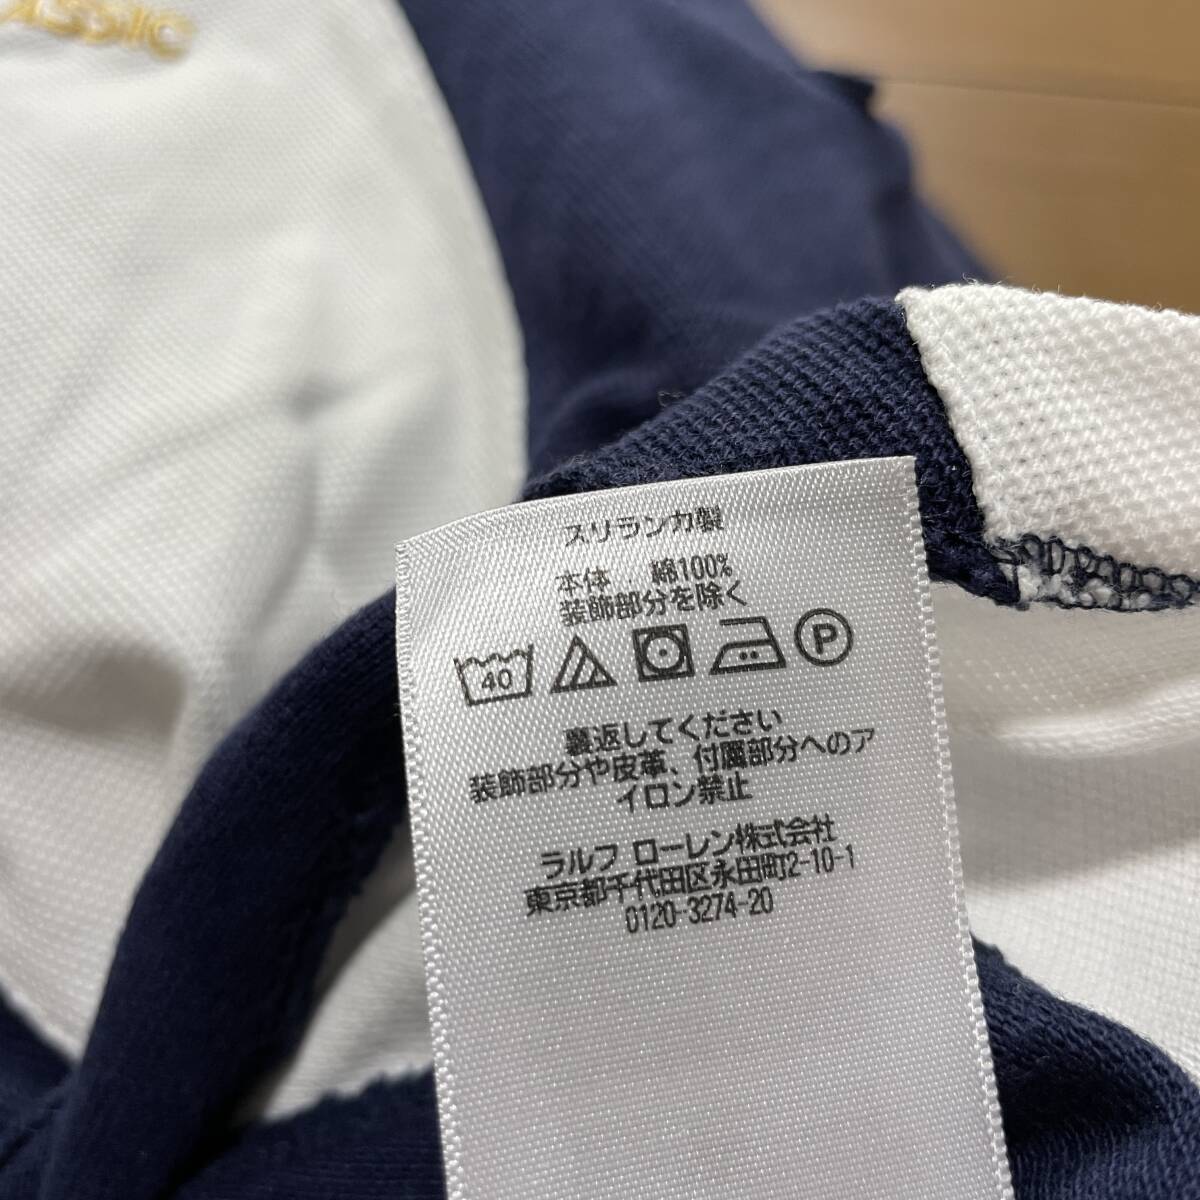 ASSIC
スリランカ製
本体 . 綿100%
装飾部分を除く
40 P
裏返してください
装飾部分や皮革、付属部分へのア
イロン禁止
ラルフ ローレン株式会社
東京都千代田区永田町2-10-1
0120-3274-20